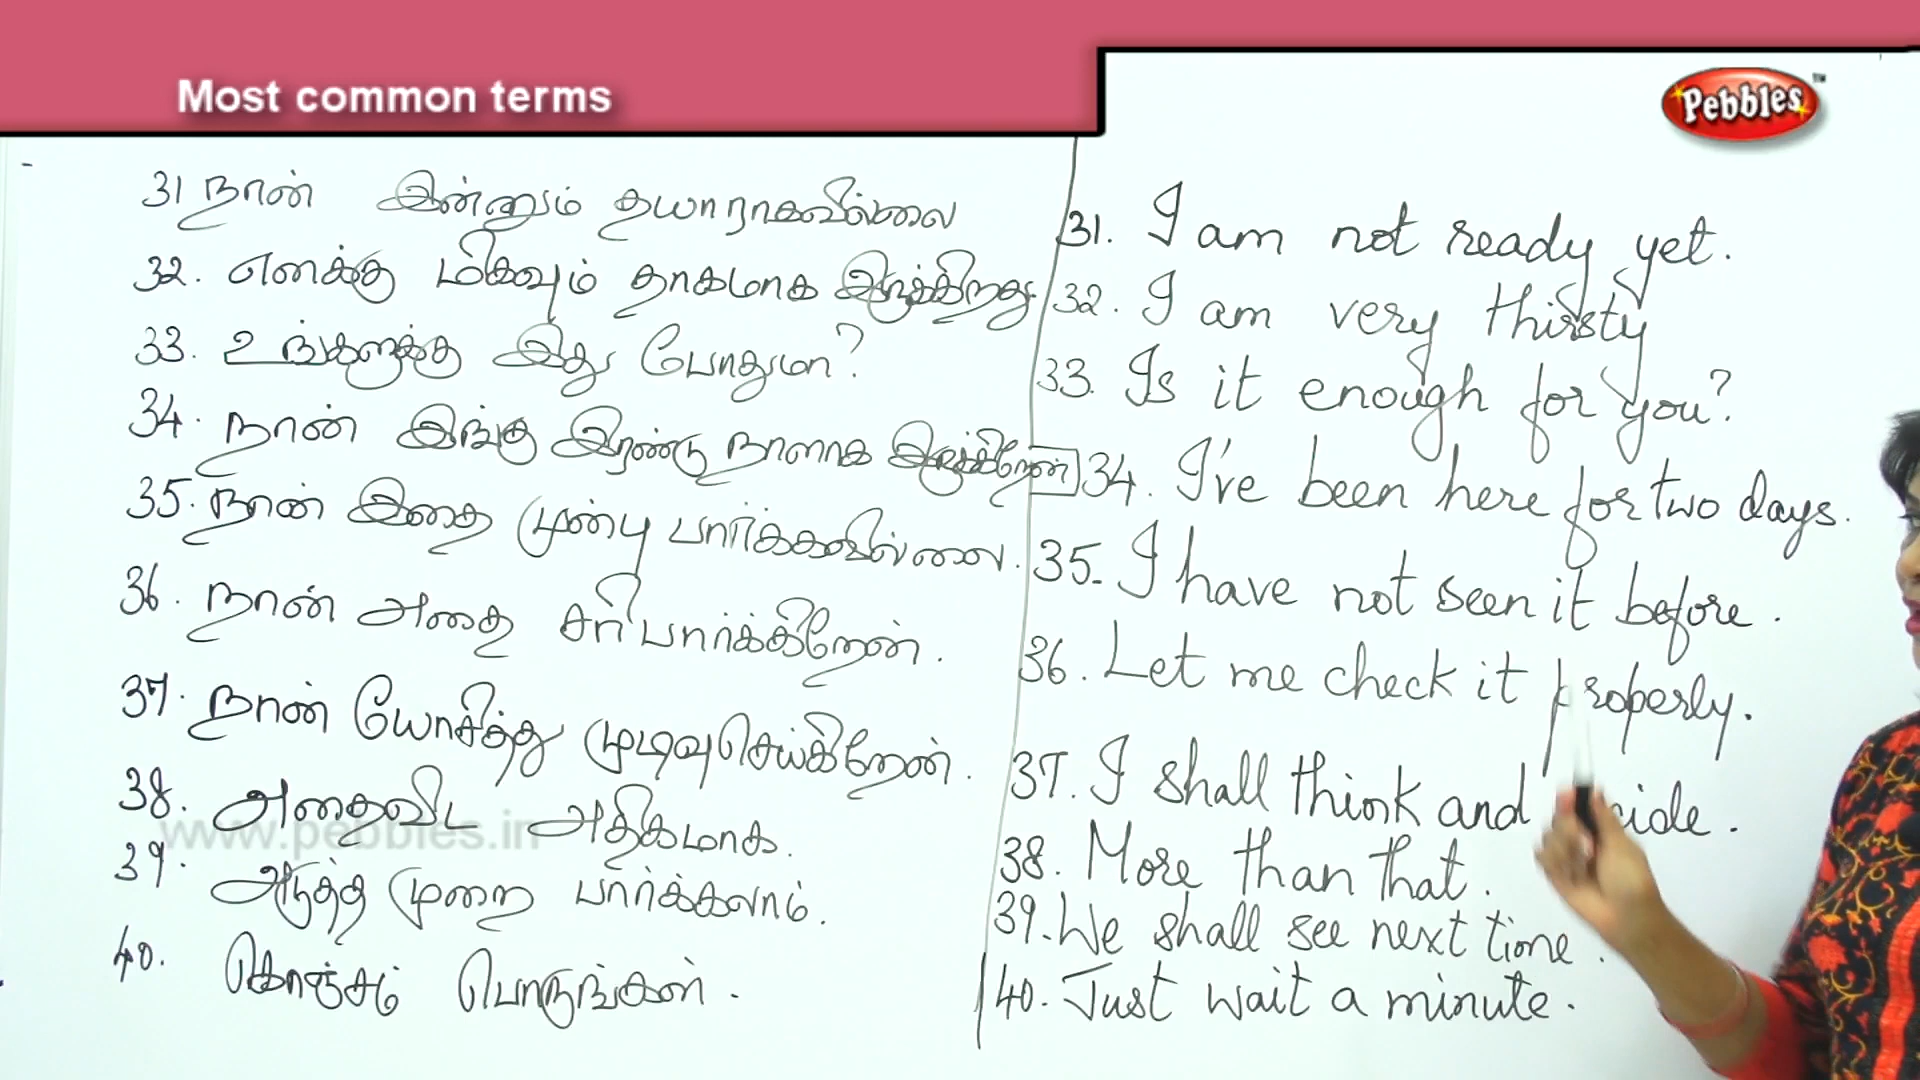 Most common terms
Pebbles™
31 நான் இன்னும் தயாராகவில்லை
32. எனக்கு மிகவும் தாகமாக இருக்கிறது.
33. உங்களுக்கு இது போதுமா?
34. நான் இங்கு இரண்டு நாளாக இருக்கிறேன்
35. நான் இதை முன்பு பார்க்கவில்லை.
36. நான் அதை சரிபார்க்கிறேன்.
37. நான் யோசித்து முடிவுசெய்கிறேன்.
38. அதைவிட அதிகமாக.
39. அடுத்த முறை பார்க்கலாம்.
40. கொஞ்சம் பொறுங்கள்.
www.pebbles.in
31. I am not ready yet.
32. I am very thirsty
33. Is it enough for you?
34. I've been here for two days.
35. I have not seen it before.
36. Let me check it properly.
37. I shall think and
38. More than that.
39. We shall see next time.
40. Just wait a minute.